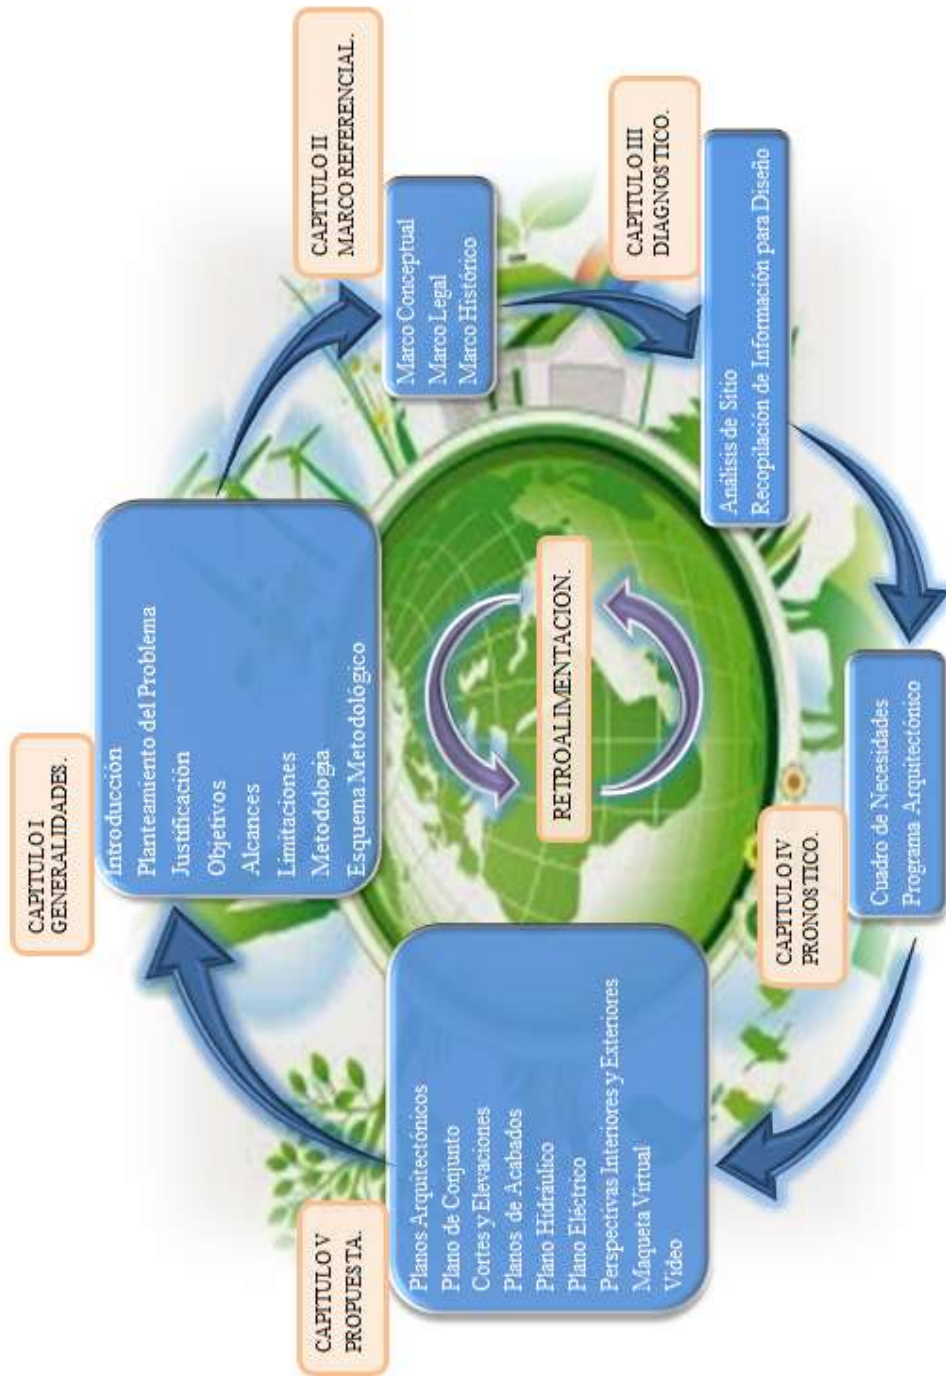 CAPITULO I
GENERALIDADES.
Introducción
Planteamiento del Problema
Justificación
Objetivos
Alcances
Limitaciones
Metodologia
Esquema Metodológico
CAPITULO II
MARCO REFERENCIAL.
Marco Conceptual
Marco Legal
Marco Histórico
CAPITULO III
DIAGNOSTICO.
Análisis de Sitio
Recopilación de Información para Diseño
CAPITULO IV
PRONOSTICO.
Cuadro de Necesidades
Programa Arquitectónico
CAPITULO V
PROPUESTA.
Planos Arquitectónicos
Plano de Conjunto
Cortes y Elevaciones
Planos de Acabados
Plano Hidráulico
Plano Eléctrico
Perspectivas Interiores y Exteriores
Maqueta Virtual
Video
RETROALIMENTACION.